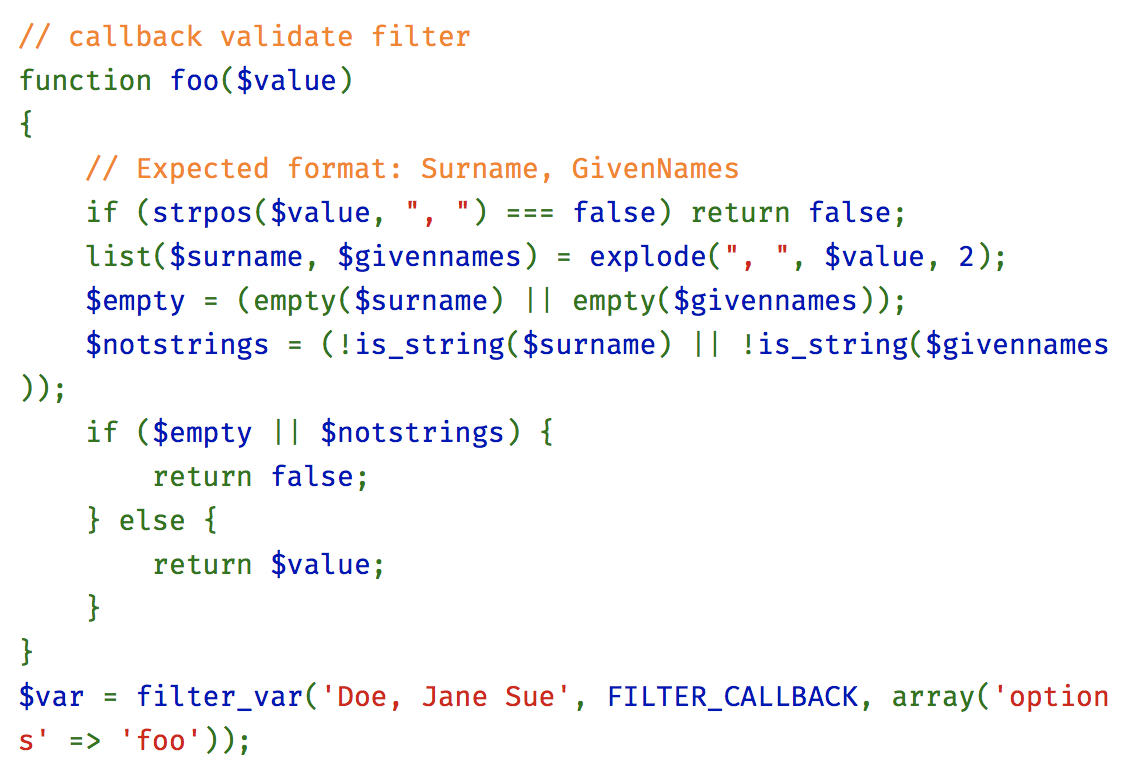 // callback validate filter
function foo($value)
{
    // Expected format: Surname, GivenNames
    if (strpos($value, ", ") === false) return false;
    list($surname, $givennames) = explode(", ", $value, 2);
    $empty = (empty($surname) || empty($givennames));
    $notstrings = (!is_string($surname) || !is_string($givennames
));
    if ($empty || $notstrings) {
        return false;
    } else {
        return $value;
    }
}
$var = filter_var('Doe, Jane Sue', FILTER_CALLBACK, array('option
s' => 'foo'));